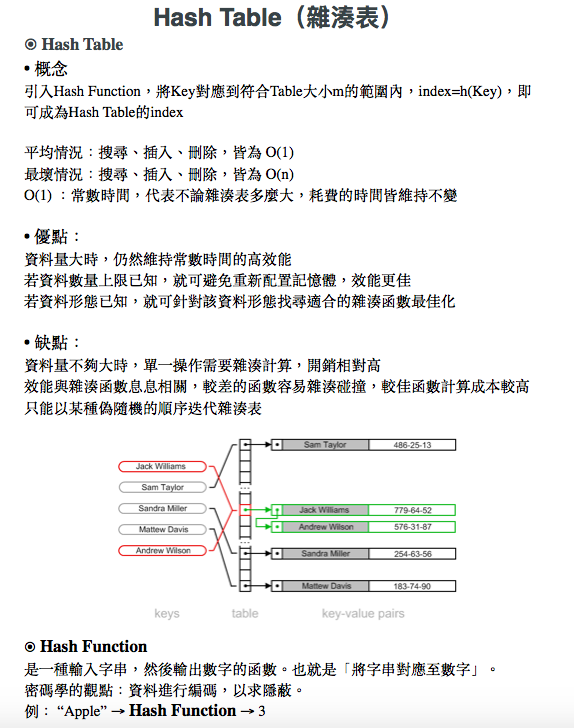 Hash Table（雜湊表）
◉ Hash Table
• 概念
引入Hash Function，將Key對應到符合Table大小m的範圍內，index=h(Key)，即
可成為Hash Table的index
平均情況：搜尋、插入、刪除，皆為 O(1)
最壞情況：搜尋、插入、刪除，皆為 O(n)
O(1) ：常數時間，代表不論雜湊表多麼大，耗費的時間皆維持不變
• 優點：
資料量大時，仍然維持常數時間的高效能
若資料數量上限已知，就可避免重新配置記憶體，效能更佳
若資料形態已知，就可針對該資料形態找尋適合的雜湊函數最佳化
• 缺點：
資料量不夠大時，單一操作需要雜湊計算，開銷相對高
效能與雜湊函數息息相關，較差的函數容易雜湊碰撞，較佳函數計算成本較高
只能以某種偽隨機的順序迭代雜湊表
Sam Taylor 486-25-13
Jack Williams
Sam Taylor
...
Sandra Miller
Jack Williams 779-64-52
Mattew Davis
Andrew Wilson 576-31-87
...
Andrew Wilson
Sandra Miller 254-63-56
Mattew Davis 183-74-90
keys table key-value pairs
◉ Hash Function
是一種輸入字串，然後輸出數字的函數。也就是「將字串對應至數字」。
密碼學的觀點：資料進行編碼，以求隱蔽。
例： “Apple” → Hash Function → 3